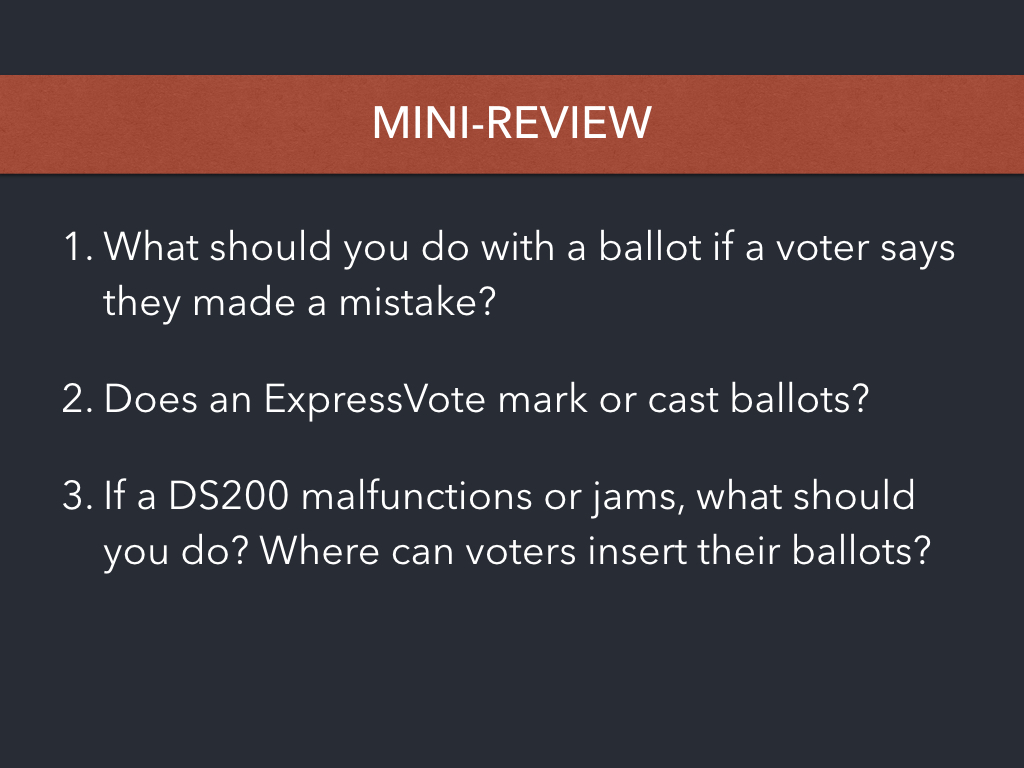 MINI-REVIEW
1. What should you do with a ballot if a voter says
they made a mistake?
2. Does an ExpressVote mark or cast ballots?
3. If a DS200 malfunctions or jams, what should
you do? Where can voters insert their ballots?